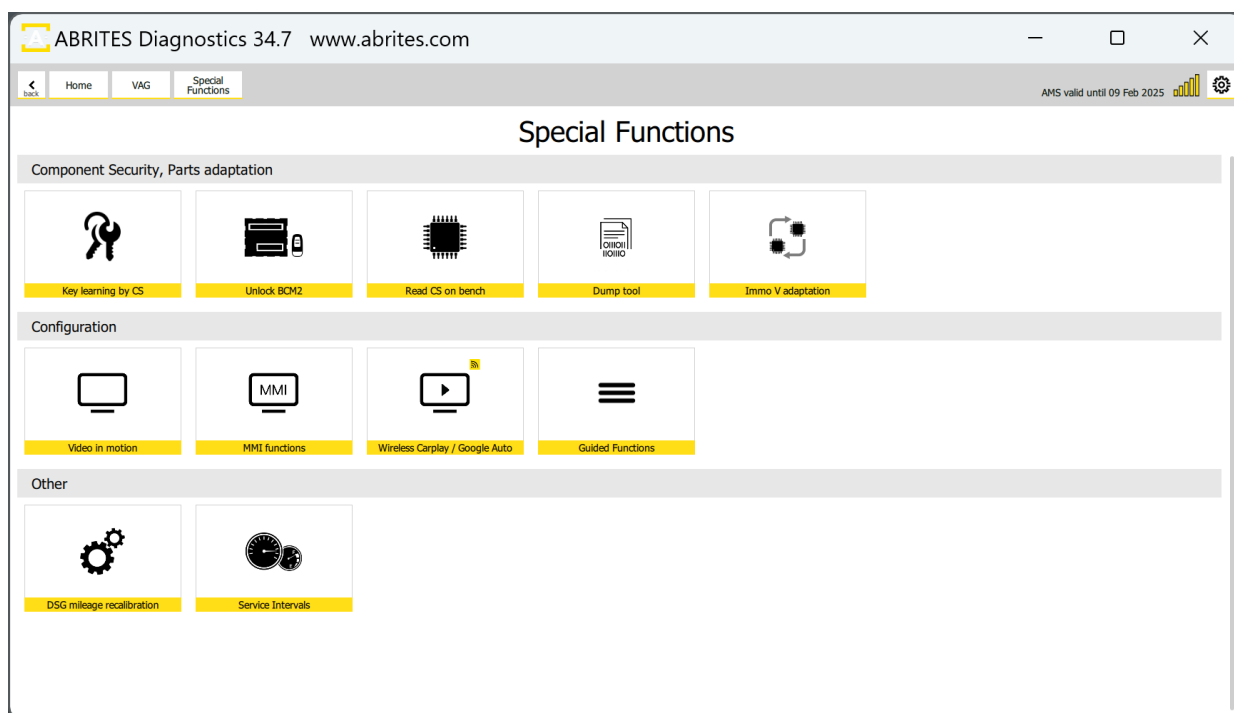 ABRITES Diagnostics 34.7 www.abrites.com
back
Home
VAG
Special
Functions
AMS valid until 09 Feb 2025
Special Functions
Component Security, Parts adaptation
OIIIOII
IIOIIIO
Key learning by CS
Unlock BCM2
Read CS on bench
Dump tool
Immo V adaptation
Configuration
MMI
Video in motion
MMI functions
Wireless Carplay / Google Auto
Guided Functions
Other
DSG mileage recalibration
Service Intervals